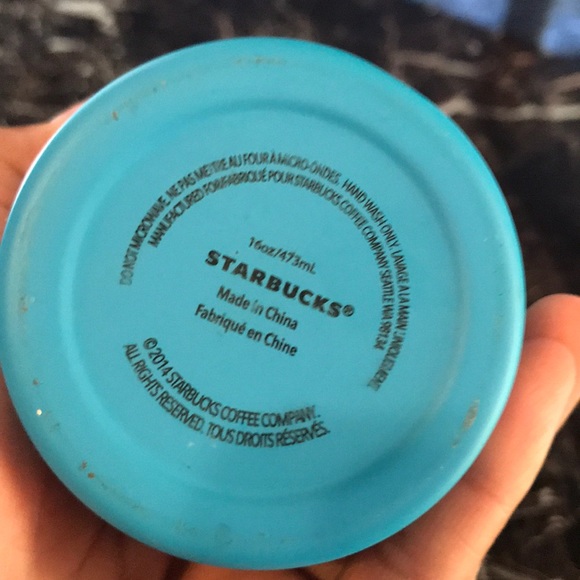 DO NOT MICROWAVE. NE PAS METTRE AU FOUR À MICRO-ONDES. HAND WASH ONLY. LAVAGE À LA MAIN UNIQUEMENT.
MANUFACTURED FOR/FABRIQUÉ POUR STARBUCKS COFFEE COMPANY SEATTLE WA 98134
16oz/473mL
STARBUCKS®
Made in China
Fabriqué en Chine
©2014 STARBUCKS COFFEE COMPANY.
ALL RIGHTS RESERVED. TOUS DROITS RÉSERVÉS.